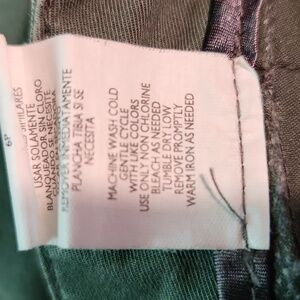 SIMILARES
USAR SOLAMENTE
BLANQUEADOR SIN CLORO
CUANDO SE NECESITE
REMOVER INMEDIATAMENTE
PLANCHA TIBIA SI SE
NECESITA
MACHINE WASH COLD
GENTLE CYCLE
WITH LIKE COLORS
USE ONLY NON CHLORINE
BLEACH AS NEEDED
TUMBLE DRY LOW
REMOVE PROMPTLY
WARM IRON AS NEEDED
6P